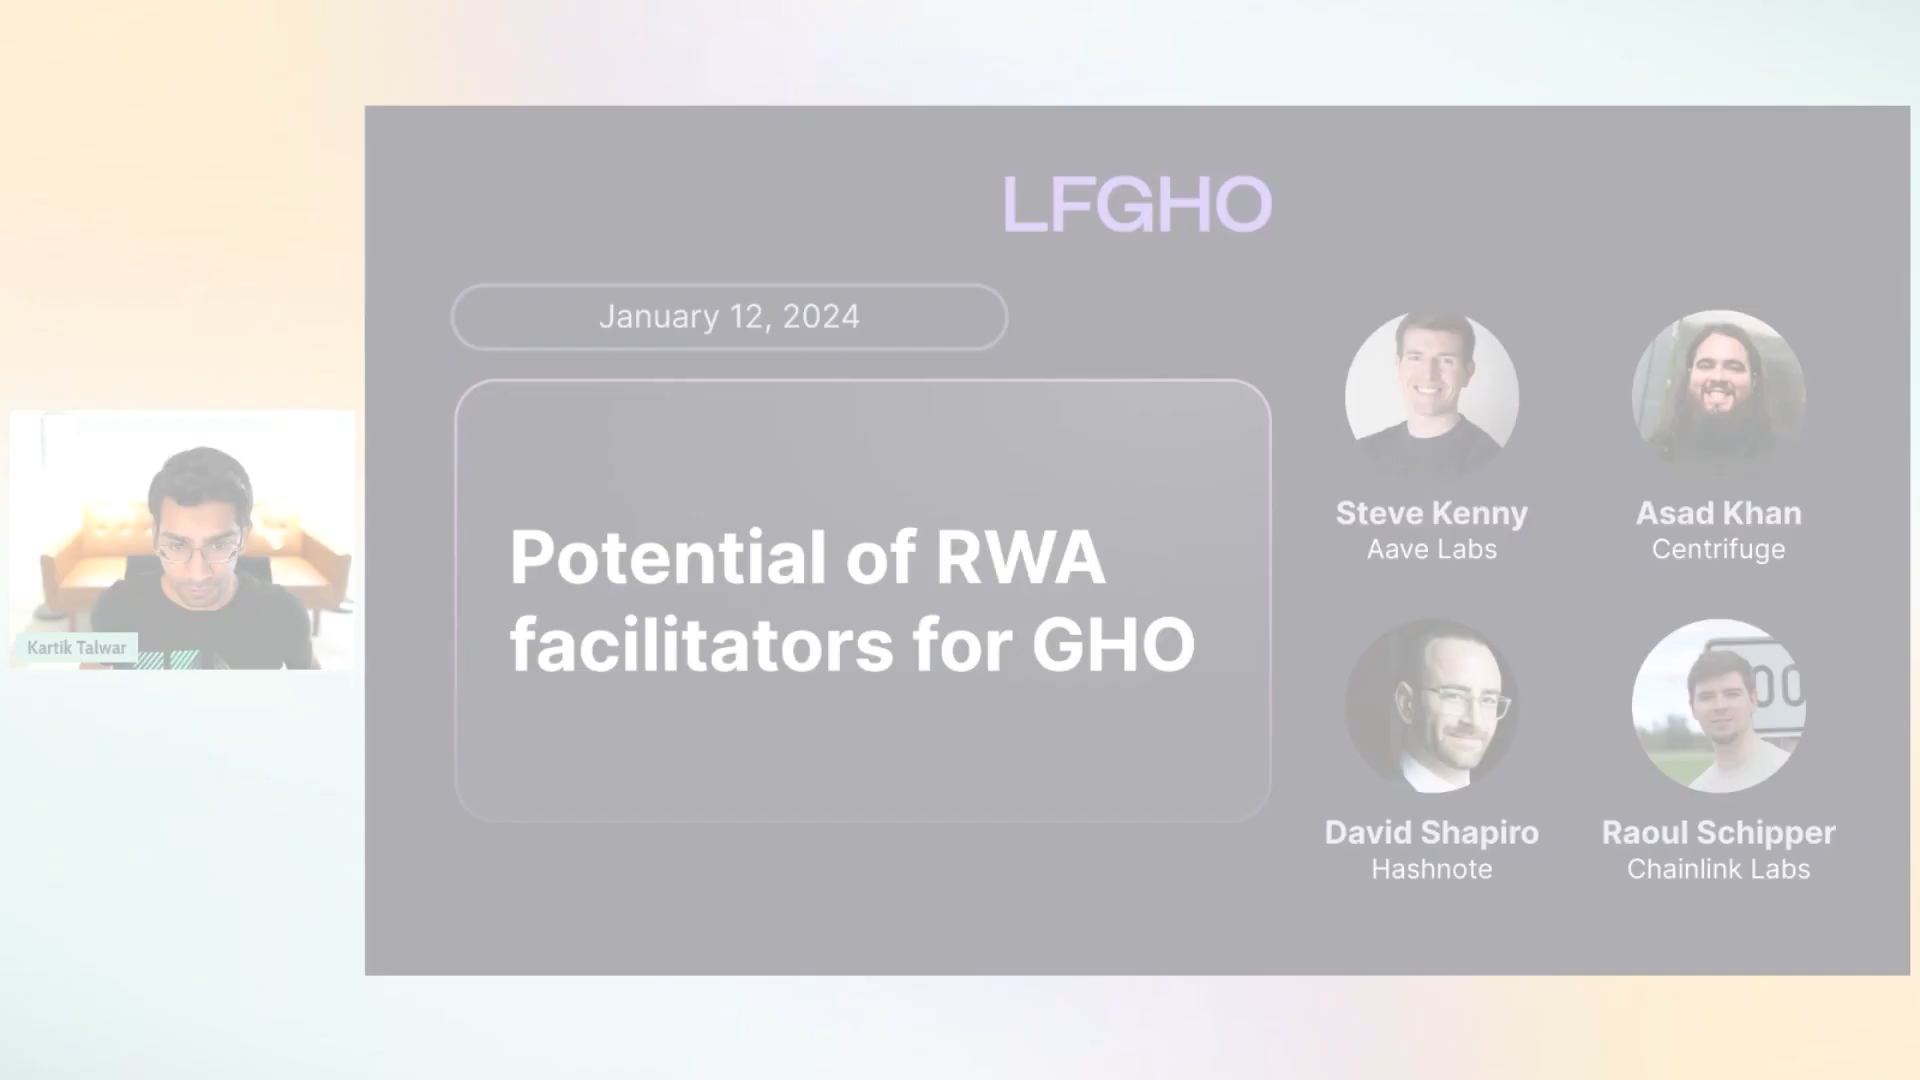 LFGHO
January 12, 2024
Potential of RWA
facilitators for GHO
Steve Kenny
Aave Labs
Asad Khan
Centrifuge
David Shapiro
Hashnote
Raoul Schipper
Chainlink Labs
Kartik Talwar
00